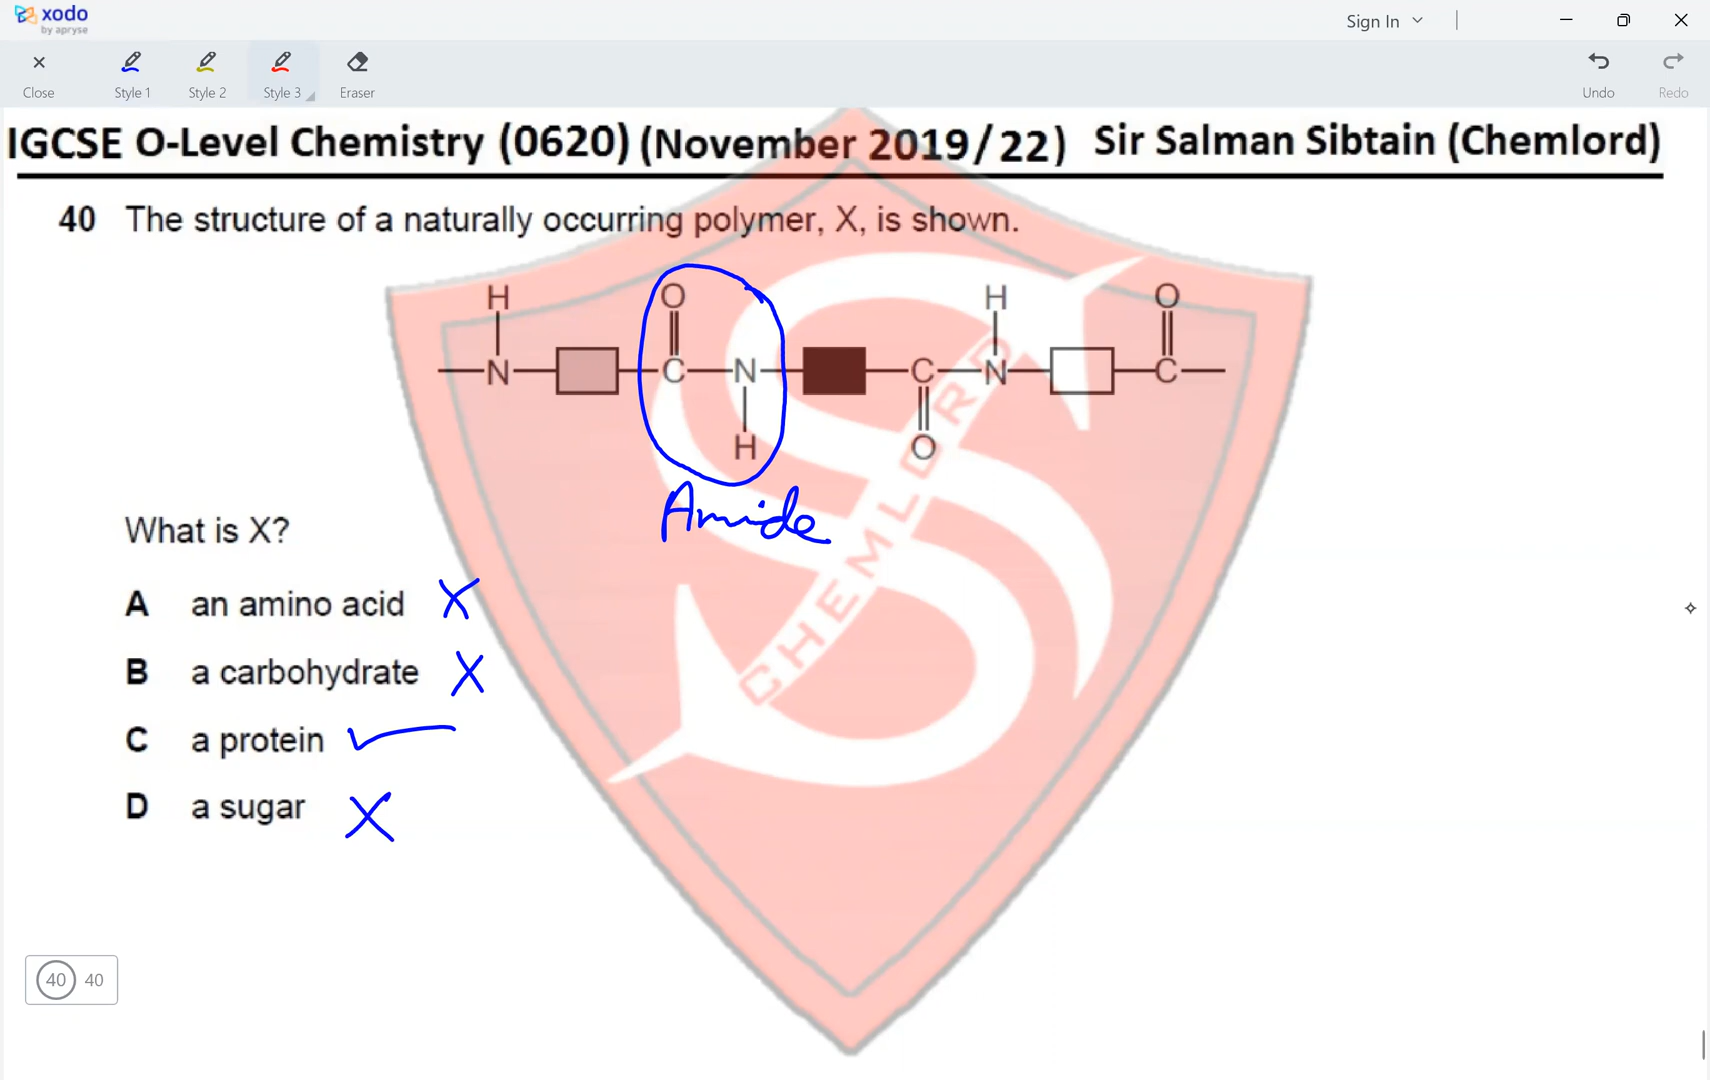 xodo
by apryse
Sign In
Close
Style 1
Style 2
Style 3
Eraser
Undo
Redo
IGCSE O-Level Chemistry (0620) (November 2019/22) Sir Salman Sibtain (Chemlord)
40 The structure of a naturally occurring polymer, X, is shown.
H O H O
N C N C N C
H O
Amide
CHEMLORD
What is X?
A an amino acid X
B a carbohydrate X
C a protein ✓
D a sugar X
40 40